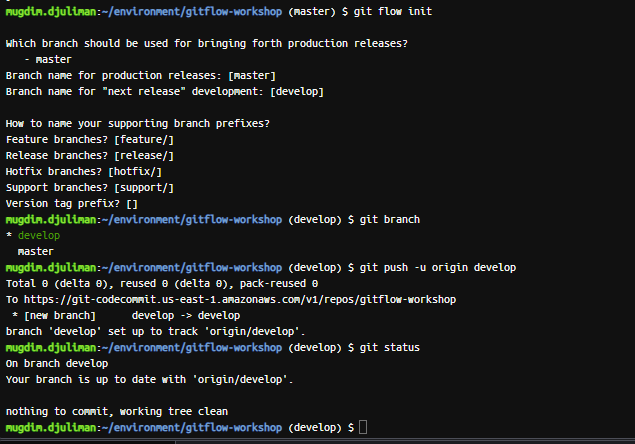 mugdim.djuliman:~/environment/gitflow-workshop (master) $ git flow init
Which branch should be used for bringing forth production releases?
   - master
Branch name for production releases: [master]
Branch name for "next release" development: [develop]
How to name your supporting branch prefixes?
Feature branches? [feature/]
Release branches? [release/]
Hotfix branches? [hotfix/]
Support branches? [support/]
Version tag prefix? []
mugdim.djuliman:~/environment/gitflow-workshop (develop) $ git branch
* develop
  master
mugdim.djuliman:~/environment/gitflow-workshop (develop) $ git push -u origin develop
Total 0 (delta 0), reused 0 (delta 0), pack-reused 0
To https://git-codecommit.us-east-1.amazonaws.com/v1/repos/gitflow-workshop
 * [new branch]      develop -> develop
branch 'develop' set up to track 'origin/develop'.
mugdim.djuliman:~/environment/gitflow-workshop (develop) $ git status
On branch develop
Your branch is up to date with 'origin/develop'.
nothing to commit, working tree clean
mugdim.djuliman:~/environment/gitflow-workshop (develop) $